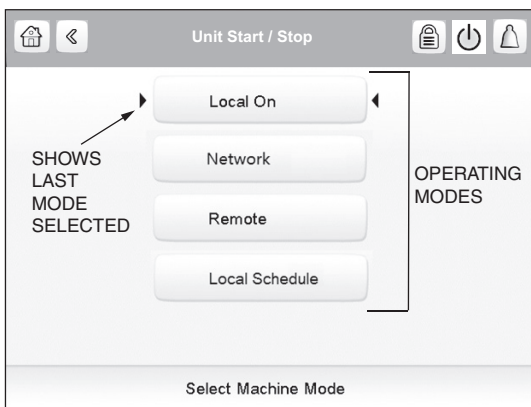 Unit Start / Stop
Local On
Network
Remote
Local Schedule
SHOWS
LAST
MODE
SELECTED
OPERATING
MODES
Select Machine Mode